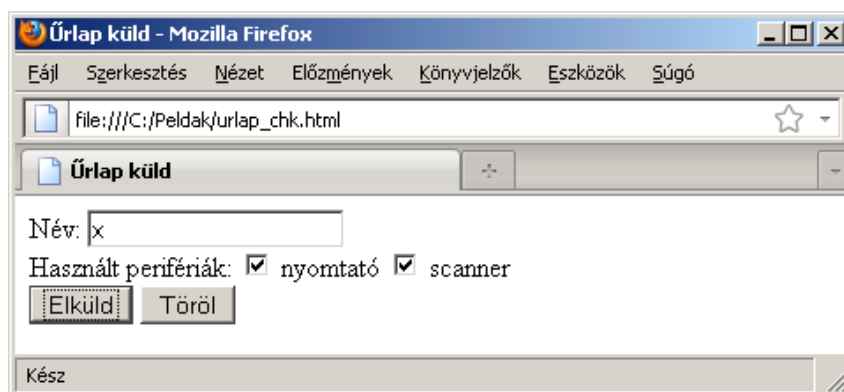 Űrlap küld - Mozilla Firefox
Fájl Szerkesztés Nézet Előzmények Könyvjelzők Eszközök Súgó
file:///C:/Peldak/urlap_chk.html
Űrlap küld
Név: x
Használt perifériák: nyomtató scanner
Elküld Töröl
Kész